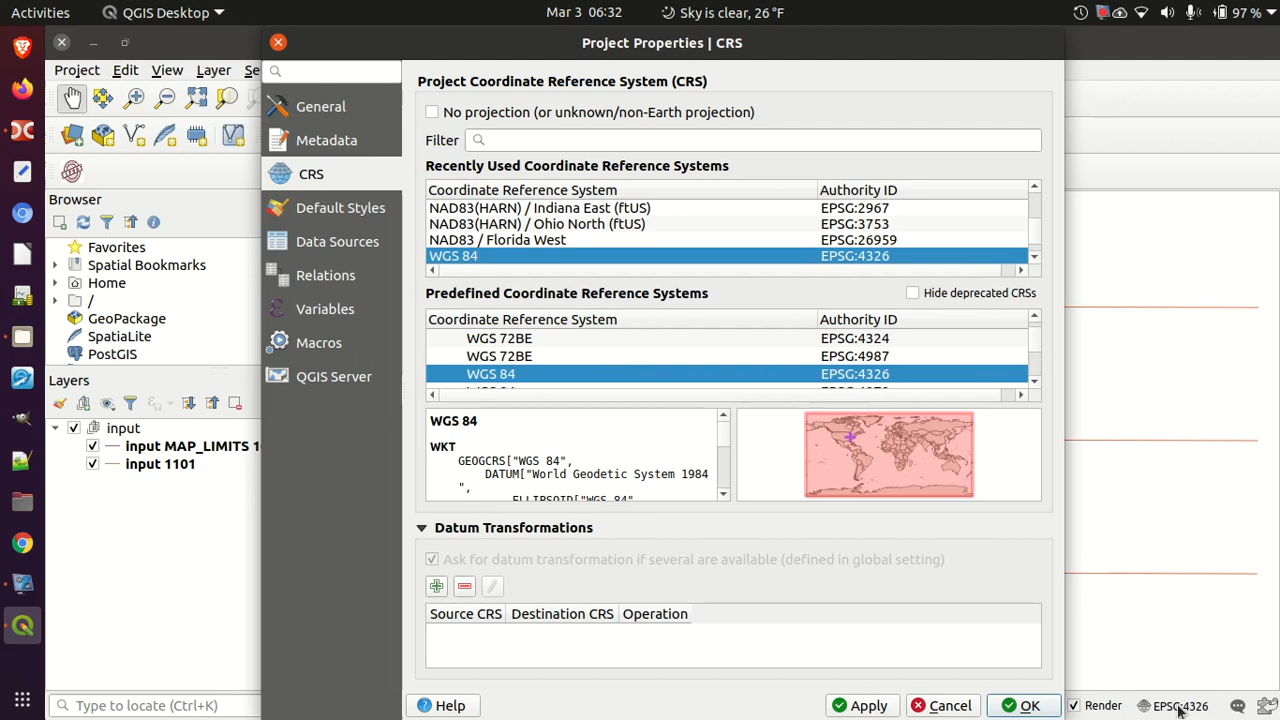 Activities
QGIS Desktop
Mar 3 06:32
Sky is clear, 26 °F
97 %
Project Properties | CRS
Project Edit View Layer Se
General
Metadata
CRS
Default Styles
Data Sources
Relations
Variables
Macros
QGIS Server
Browser
Favorites
Spatial Bookmarks
Home
/
GeoPackage
SpatiaLite
PostGIS
Layers
input
input MAP_LIMITS 1
input 1101
Type to locate (Ctrl+K)
Project Coordinate Reference System (CRS)
No projection (or unknown/non-Earth projection)
Filter
Recently Used Coordinate Reference Systems
Coordinate Reference System Authority ID
NAD83(HARN) / Indiana East (ftUS) EPSG:2967
NAD83(HARN) / Ohio North (ftUS) EPSG:3753
NAD83 / Florida West EPSG:26959
WGS 84 EPSG:4326
Predefined Coordinate Reference Systems
Hide deprecated CRSs
Coordinate Reference System Authority ID
WGS 72BE EPSG:4324
WGS 72BE EPSG:4987
WGS 84 EPSG:4326
WGS 84
WKT
GEOGCRS["WGS 84",
DATUM["World Geodetic System 1984
",
ELLIPSOID["WGS 84"
Datum Transformations
Ask for datum transformation if several are available (defined in global setting)
Source CRS Destination CRS Operation
Help
Apply
Cancel
OK
Render
EPSG:4326